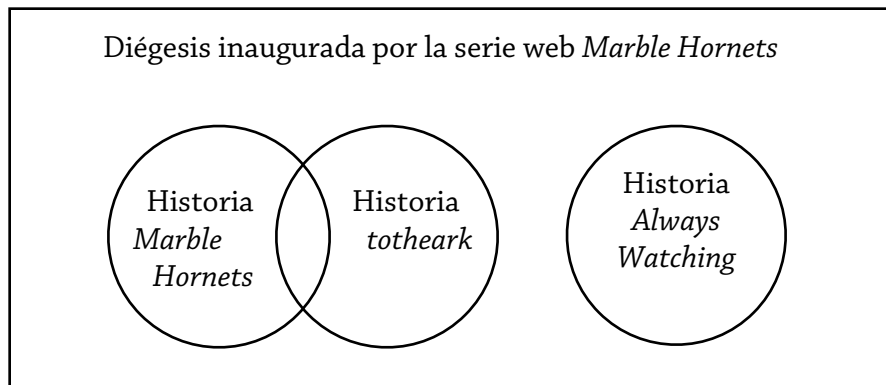 Diégesis inaugurada por la serie web Marble Hornets
Historia
Marble
Hornets
Historia
totheark
Historia
Always
Watching